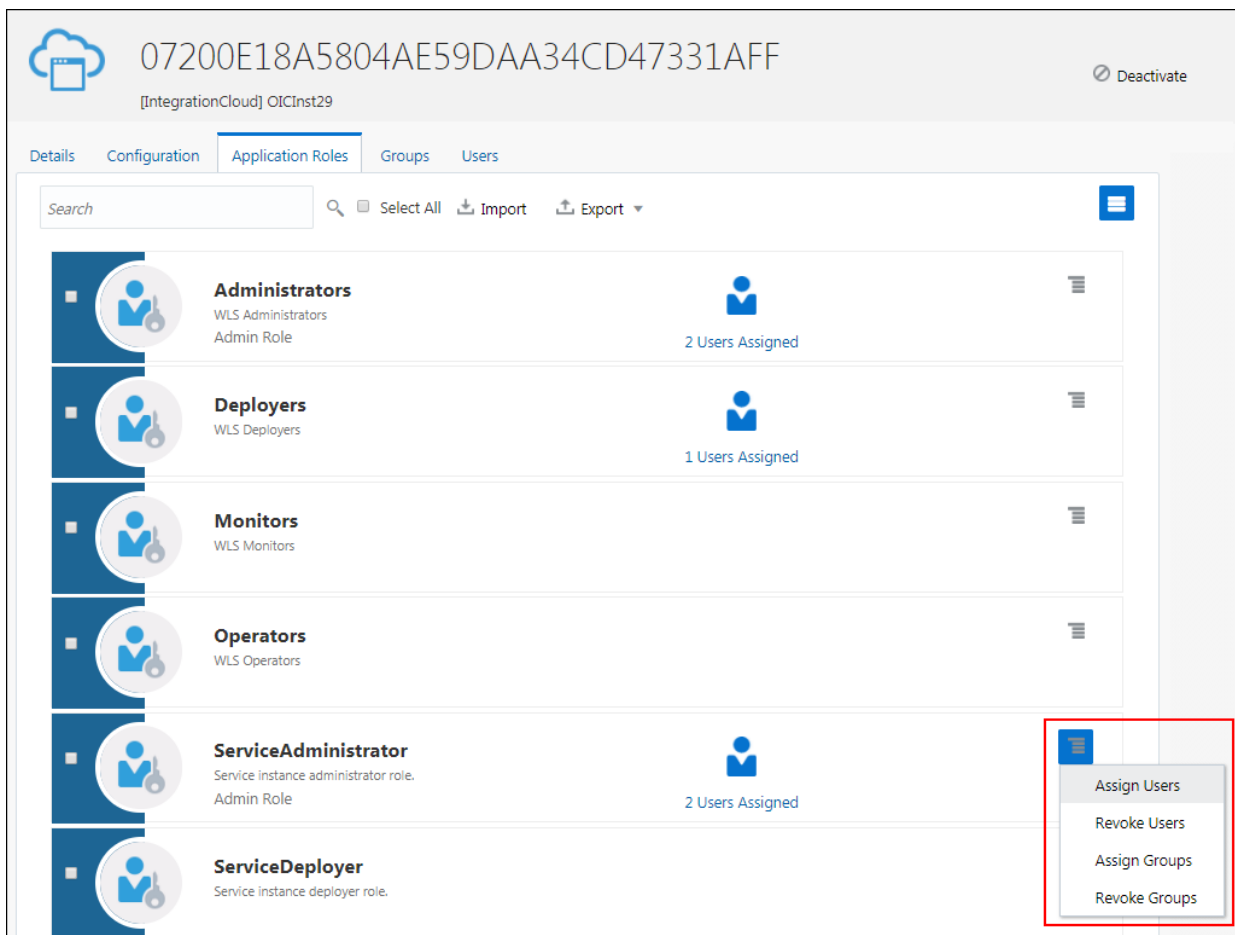 07200E18A5804AE59DAA34CD47331AFF
[IntegrationCloud] OICInst29
Deactivate
Details Configuration Application Roles Groups Users
Search Select All Import Export
Administrators
WLS Administrators
Admin Role
2 Users Assigned
Deployers
WLS Deployers
1 Users Assigned
Monitors
WLS Monitors
Operators
WLS Operators
ServiceAdministrator
Service instance administrator role.
Admin Role
2 Users Assigned
Assign Users
Revoke Users
Assign Groups
Revoke Groups
ServiceDeployer
Service instance deployer role.